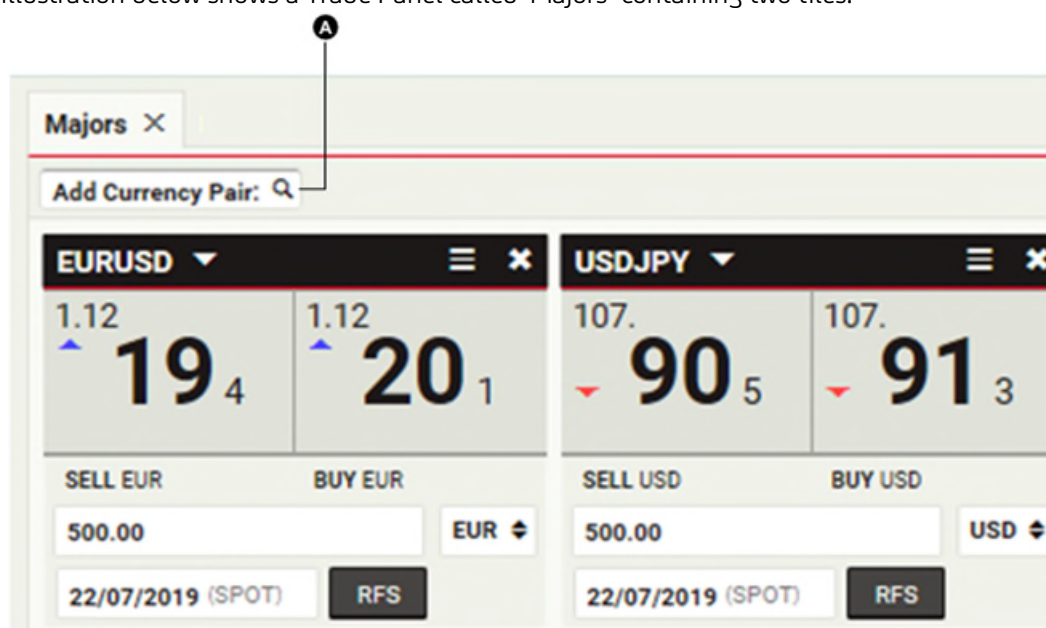 illustration below shows a Trade Panel called 'Majors' containing two tiles.
A
Majors
Add Currency Pair:
EURUSD
USDJPY
1.12 19 4
1.12 20 1
107. 90 5
107. 91 3
SELL EUR
BUY EUR
SELL USD
BUY USD
500.00
EUR
500.00
USD
22/07/2019 (SPOT)
RFS
22/07/2019 (SPOT)
RFS